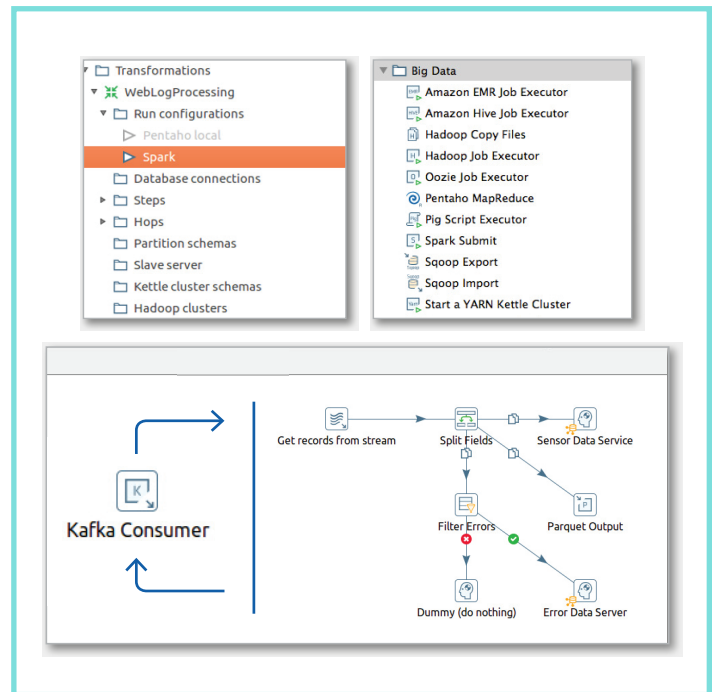 Transformations
WebLogProcessing
Run configurations
Pentaho local
Spark
Database connections
Steps
Hops
Partition schemas
Slave server
Kettle cluster schemas
Hadoop clusters
Big Data
Amazon EMR Job Executor
Amazon Hive Job Executor
Hadoop Copy Files
Hadoop Job Executor
Oozie Job Executor
Pentaho MapReduce
Pig Script Executor
Spark Submit
Sqoop Export
Sqoop Import
Start a YARN Kettle Cluster
K
Kafka Consumer
Get records from stream
Split Fields
Sensor Data Service
Filter Errors
P
Parquet Output
Dummy (do nothing)
Error Data Server